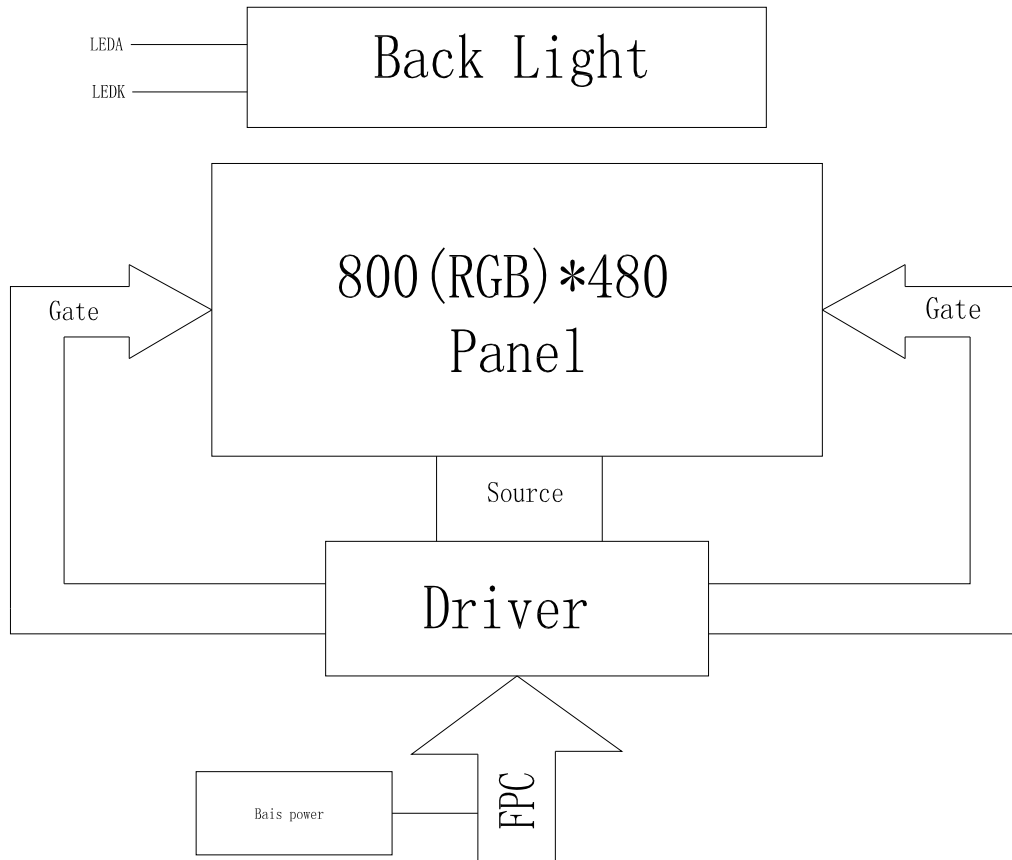 LEDA
Back Light
LEDK
800(RGB)*480
Panel
Gate
Gate
Source
Driver
FPC
Bais power